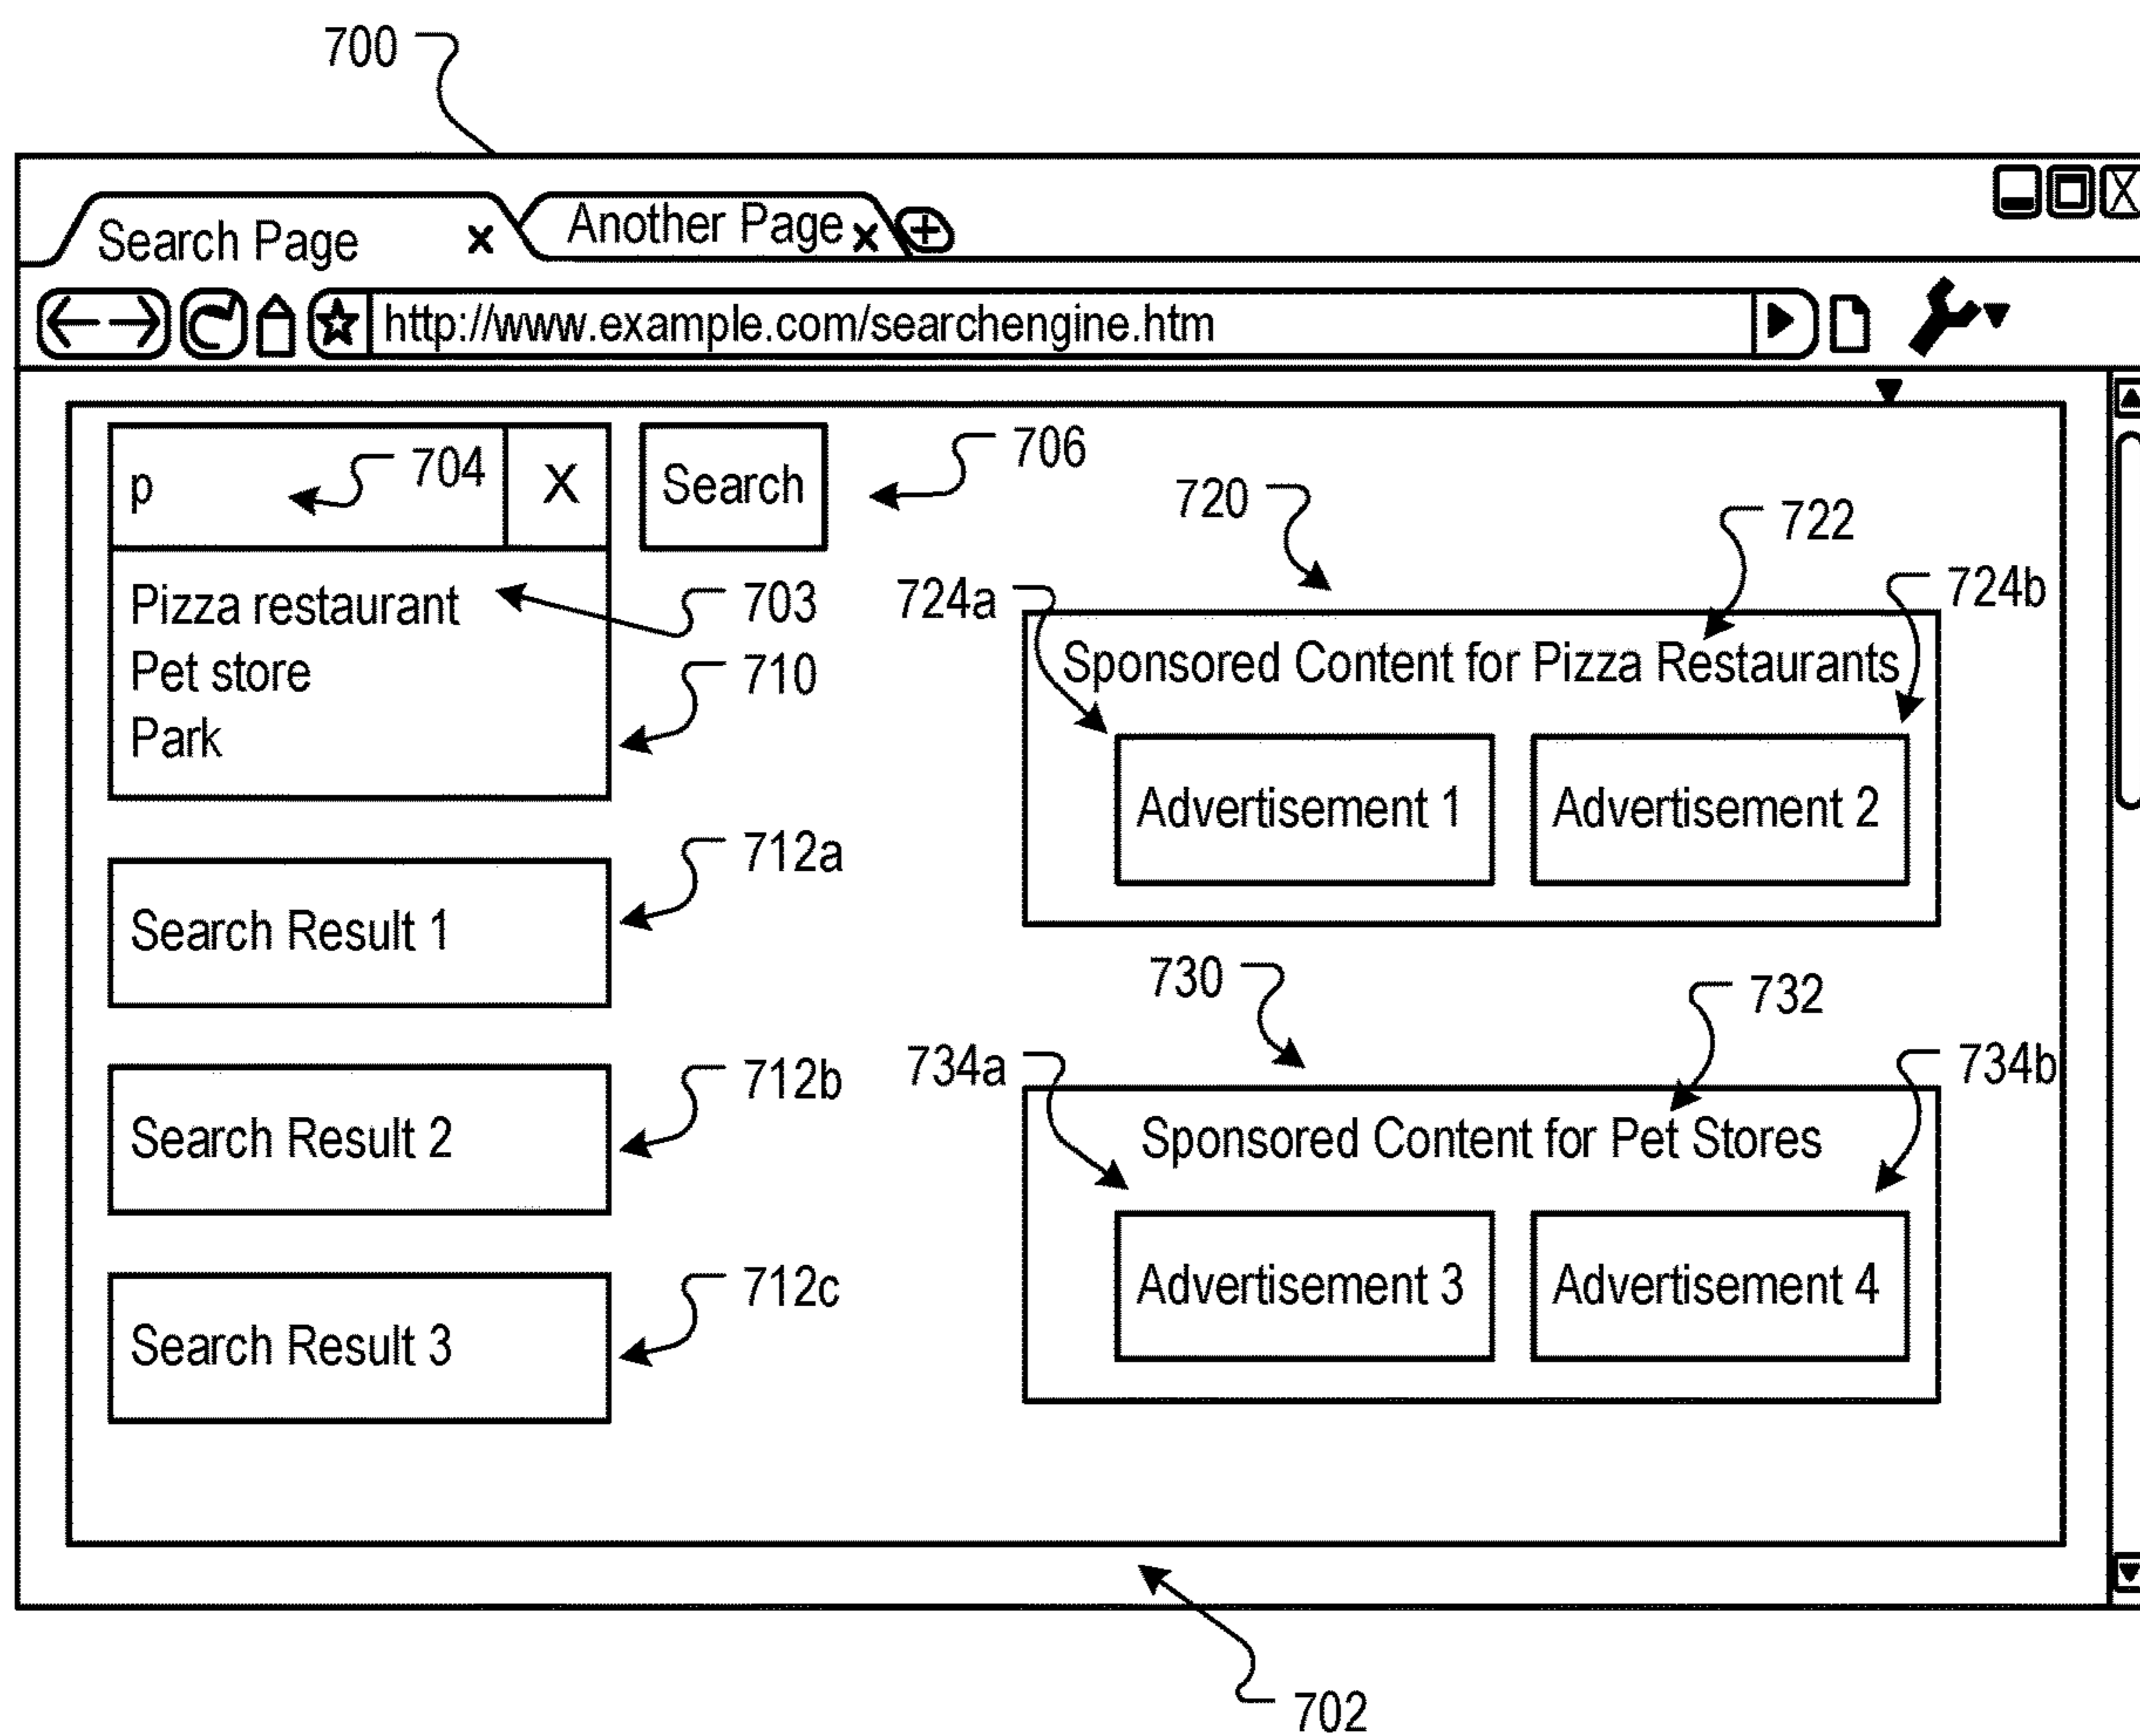 700
Search Page x Another Page x
http://www.example.com/searchengine.htm
p 704 X Search 706
Pizza restaurant 703
Pet store 710
Park
Search Result 1 712a
Search Result 2 712b
Search Result 3 712c
720 722
724a 724b
Sponsored Content for Pizza Restaurants
Advertisement 1 Advertisement 2
730 732
734a 734b
Sponsored Content for Pet Stores
Advertisement 3 Advertisement 4
702